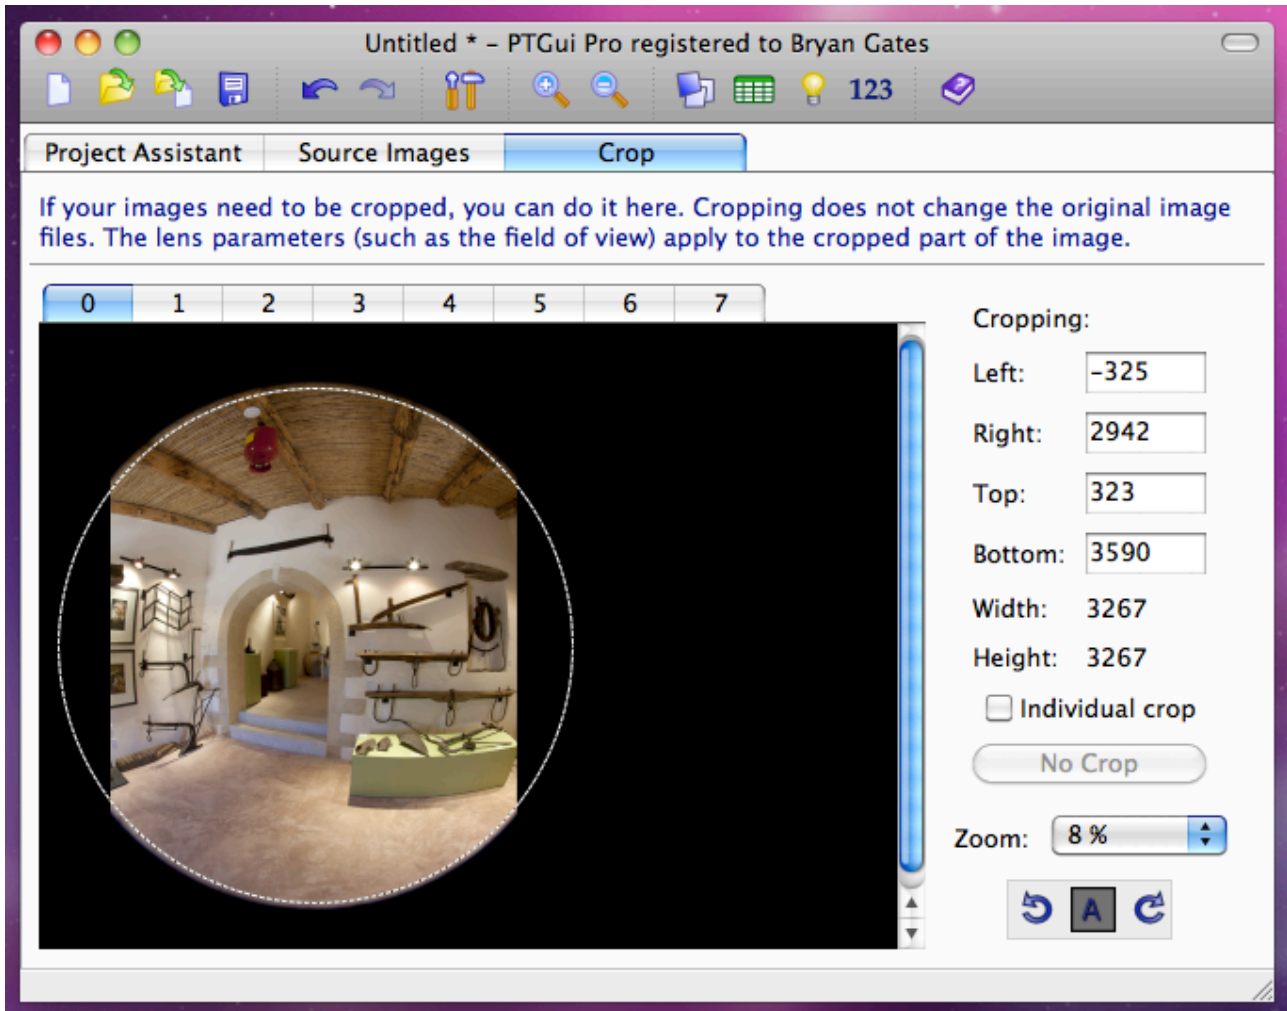 Untitled * – PTGui Pro registered to Bryan Gates
123
Project Assistant Source Images Crop
If your images need to be cropped, you can do it here. Cropping does not change the original image
files. The lens parameters (such as the field of view) apply to the cropped part of the image.
0 1 2 3 4 5 6 7
Cropping:
Left: -325
Right: 2942
Top: 323
Bottom: 3590
Width: 3267
Height: 3267
Individual crop
No Crop
Zoom: 8 %
A